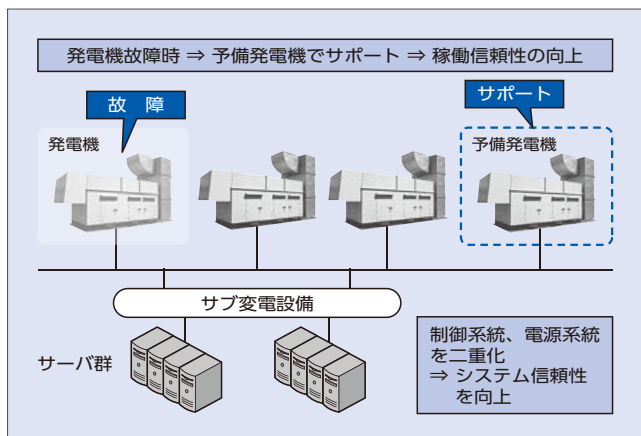 発電機故障時 ⇒ 予備発電機でサポート ⇒ 稼働信頼性の向上
故 障
サポート
発電機
予備発電機
サブ変電設備
サーバ群
制御系統、電源系統
を二重化
⇒ システム信頼性
を向上